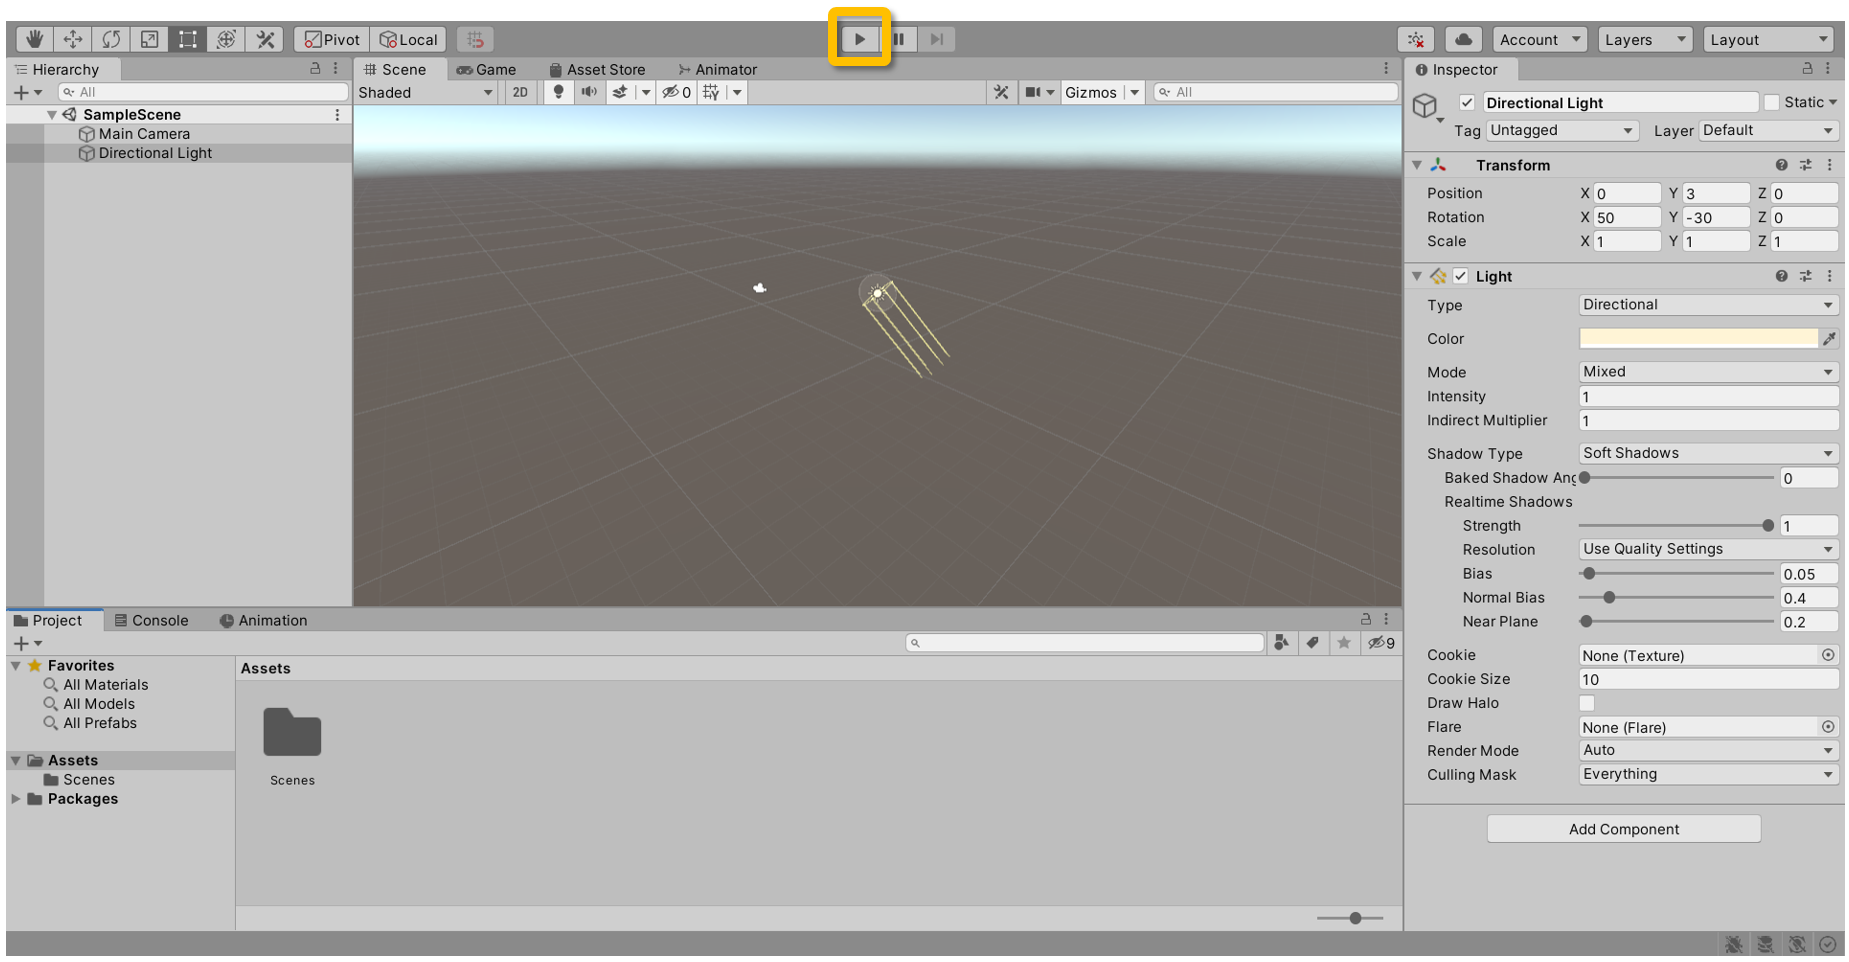 Pivot Local Account Layers Layout
Hierarchy
All
SampleScene
Main Camera
Directional Light
Scene Game Asset Store Animator
Shaded 2D 0 Gizmos All
Inspector
Directional Light Static
Tag Untagged Layer Default
Transform
Position X 0 Y 3 Z 0
Rotation X 50 Y -30 Z 0
Scale X 1 Y 1 Z 1
Light
Type Directional
Color
Mode Mixed
Intensity 1
Indirect Multiplier 1
Shadow Type Soft Shadows
Baked Shadow Ang 0
Realtime Shadows
Strength 1
Resolution Use Quality Settings
Bias 0.05
Normal Bias 0.4
Near Plane 0.2
Cookie None (Texture)
Cookie Size 10
Draw Halo
Flare None (Flare)
Render Mode Auto
Culling Mask Everything
Add Component
Project Console Animation
9
Favorites
All Materials
All Models
All Prefabs
Assets
Scenes
Packages
Assets
Scenes